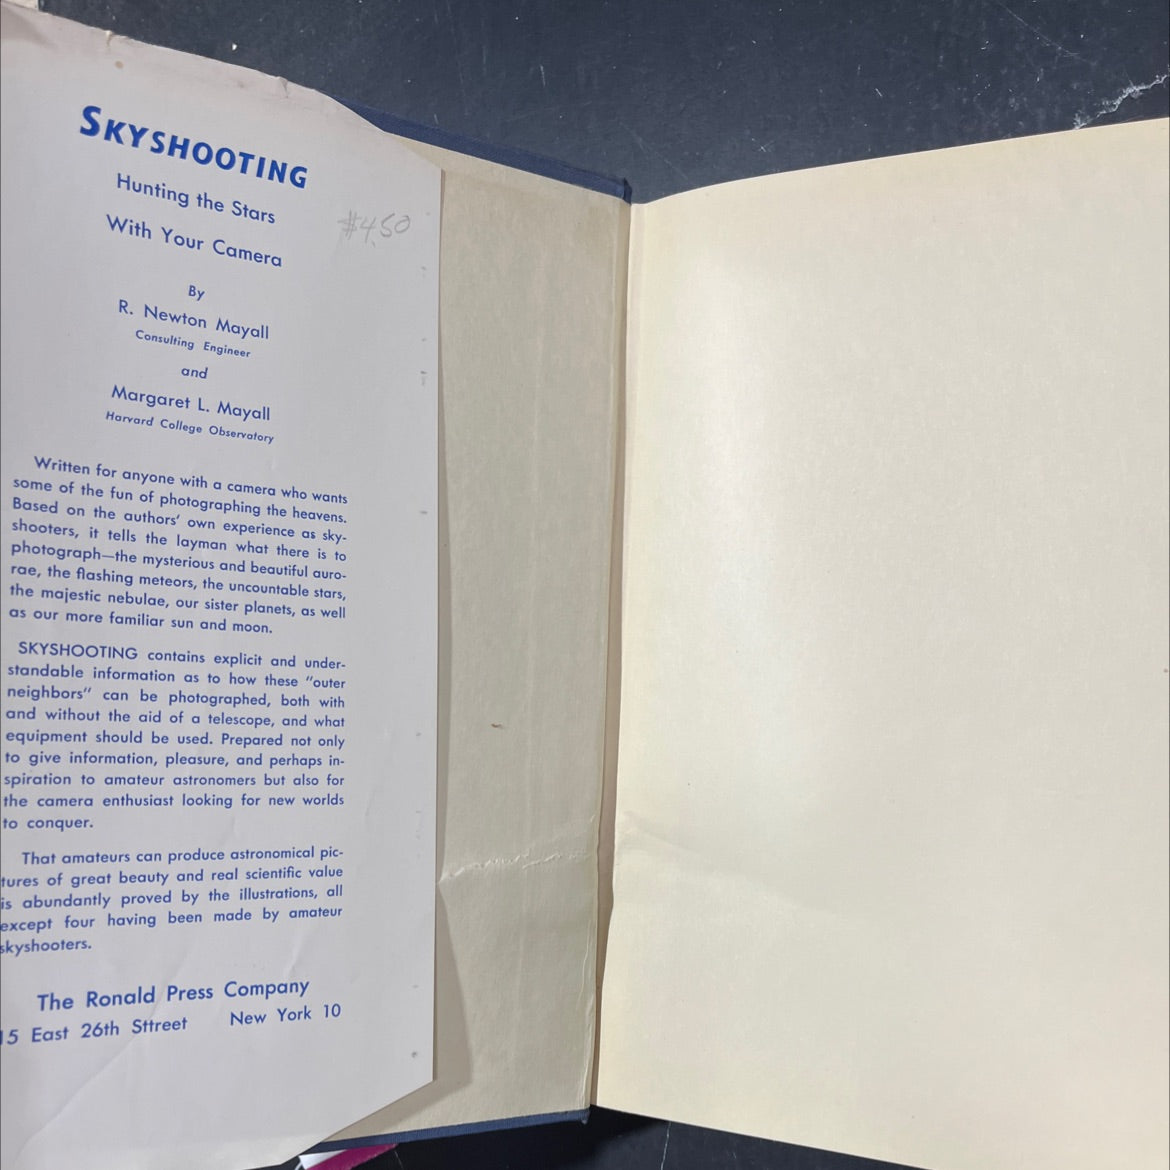 SKYSHOOTING
Hunting the Stars
With Your Camera
#4.50
By
R. Newton Mayall
Consulting Engineer
and
Margaret L. Mayall
Harvard College Observatory
Written for anyone with a camera who wants
some of the fun of photographing the heavens.
Based on the authors' own experience as sky-
shooters, it tells the layman what there is to
photograph—the mysterious and beautiful auro-
rae, the flashing meteors, the uncountable stars,
the majestic nebulae, our sister planets, as well
as our more familiar sun and moon.
SKYSHOOTING contains explicit and under-
standable information as to how these "outer
neighbors" can be photographed, both with
and without the aid of a telescope, and what
equipment should be used. Prepared not only
to give information, pleasure, and perhaps in-
spiration to amateur astronomers but also for
the camera enthusiast looking for new worlds
to conquer.
That amateurs can produce astronomical pic-
tures of great beauty and real scientific value
is abundantly proved by the illustrations, all
except four having been made by amateur
skyshooters.
The Ronald Press Company
15 East 26th Sttreet New York 10